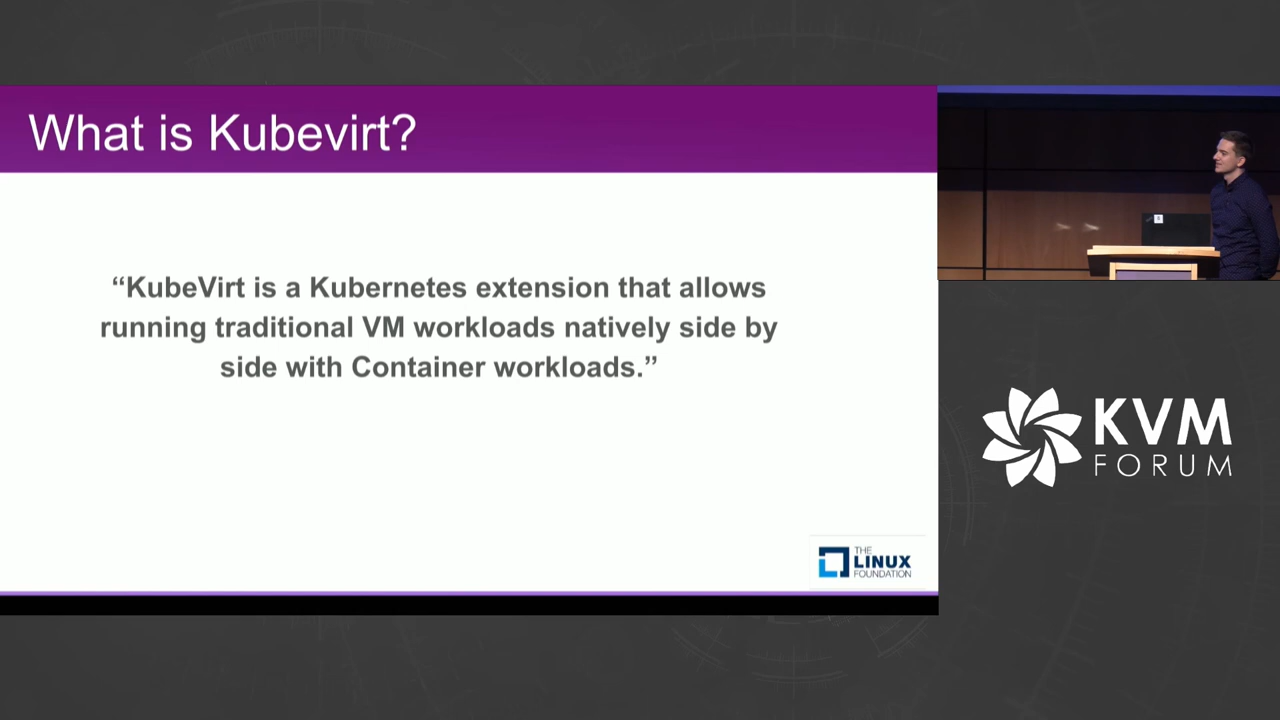 What is Kubevirt?
“KubeVirt is a Kubernetes extension that allows
running traditional VM workloads natively side by
side with Container workloads.”
THE
LINUX
FOUNDATION
KVM
FORUM